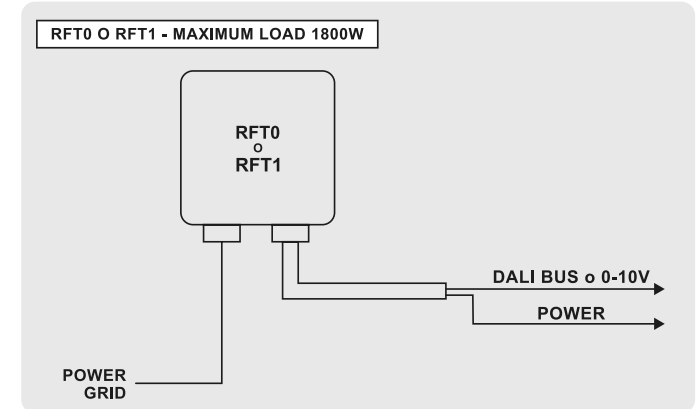 RFT0 O RFT1 - MAXIMUM LOAD 1800W
RFT0
O
RFT1
DALI BUS o 0-10V
POWER
POWER
GRID